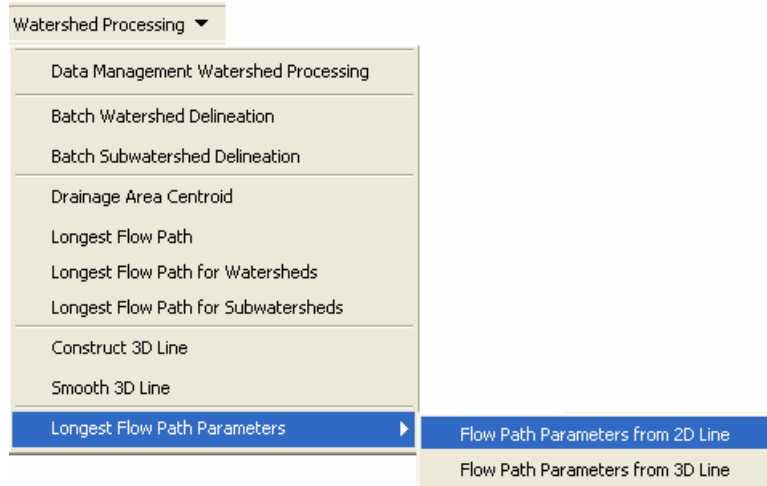 Watershed Processing
Data Management Watershed Processing
Batch Watershed Delineation
Batch Subwatershed Delineation
Drainage Area Centroid
Longest Flow Path
Longest Flow Path for Watersheds
Longest Flow Path for Subwatersheds
Construct 3D Line
Smooth 3D Line
Longest Flow Path Parameters
Flow Path Parameters from 2D Line
Flow Path Parameters from 3D Line